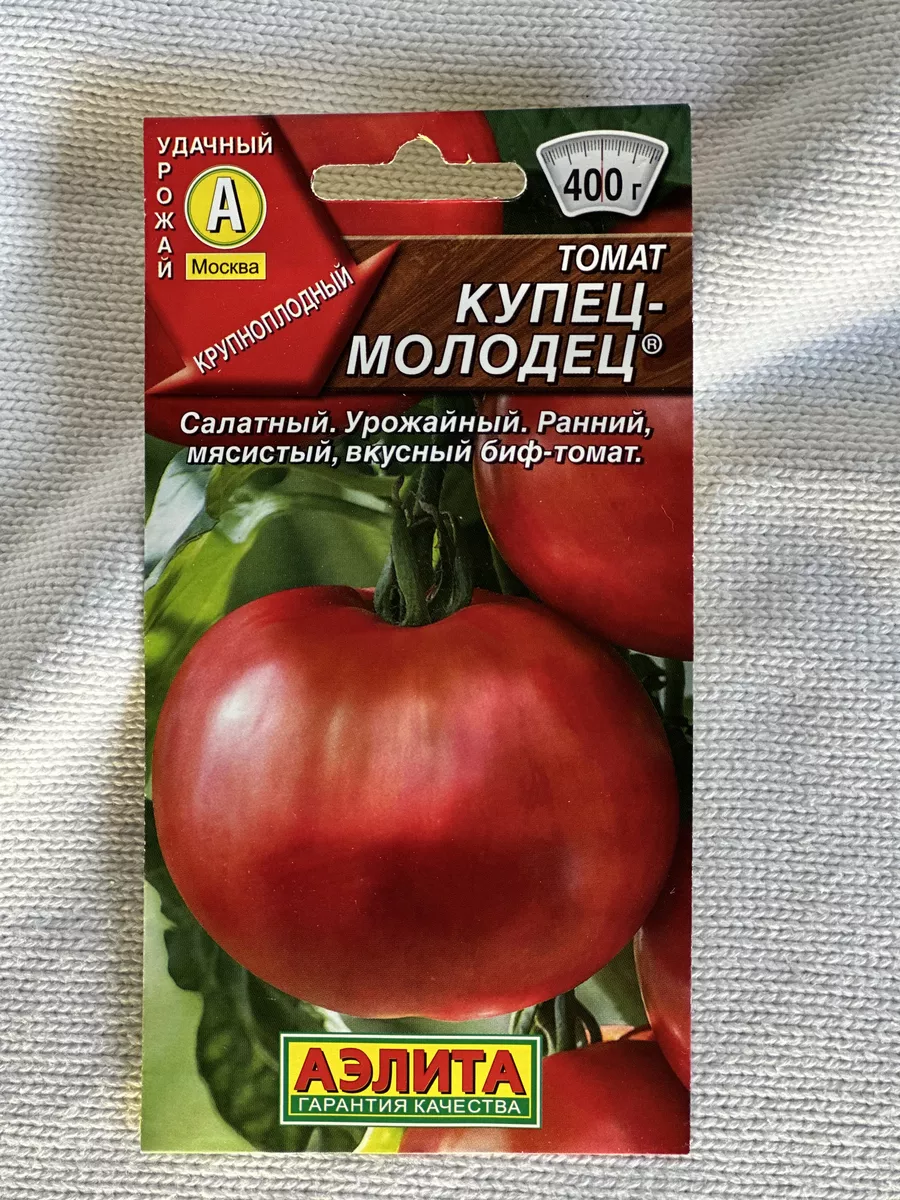 УДАЧНЫЙ
УРОЖАЙ
А
Москва
КРУПНОПЛОДНЫЙ
400 г
ТОМАТ
КУПЕЦ-
МОЛОДЕЦ®
Салатный. Урожайный. Ранний,
мясистый, вкусный биф-томат.
АЭЛИТА
ГАРАНТИЯ КАЧЕСТВА